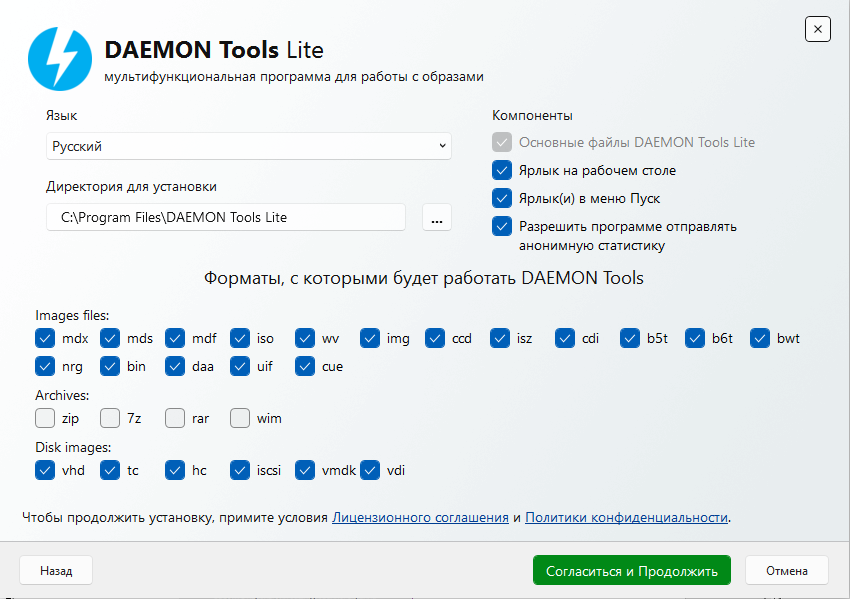 DAEMON Tools Lite
мультифункциональная программа для работы с образами
Язык
Русский
Директория для установки
C:\Program Files\DAEMON Tools Lite
...
Компоненты
Основные файлы DAEMON Tools Lite
Ярлык на рабочем столе
Ярлык(и) в меню Пуск
Разрешить программе отправлять
анонимную статистику
Форматы, с которыми будет работать DAEMON Tools
Images files:
mdx mds mdf iso wv img ccd isz cdi b5t b6t bwt
nrg bin daa uif cue
Archives:
zip 7z rar wim
Disk images:
vhd tc hc iscsi vmdk vdi
Чтобы продолжить установку, примите условия Лицензионного соглашения и Политики конфиденциальности.
Назад Согласиться и Продолжить Отмена